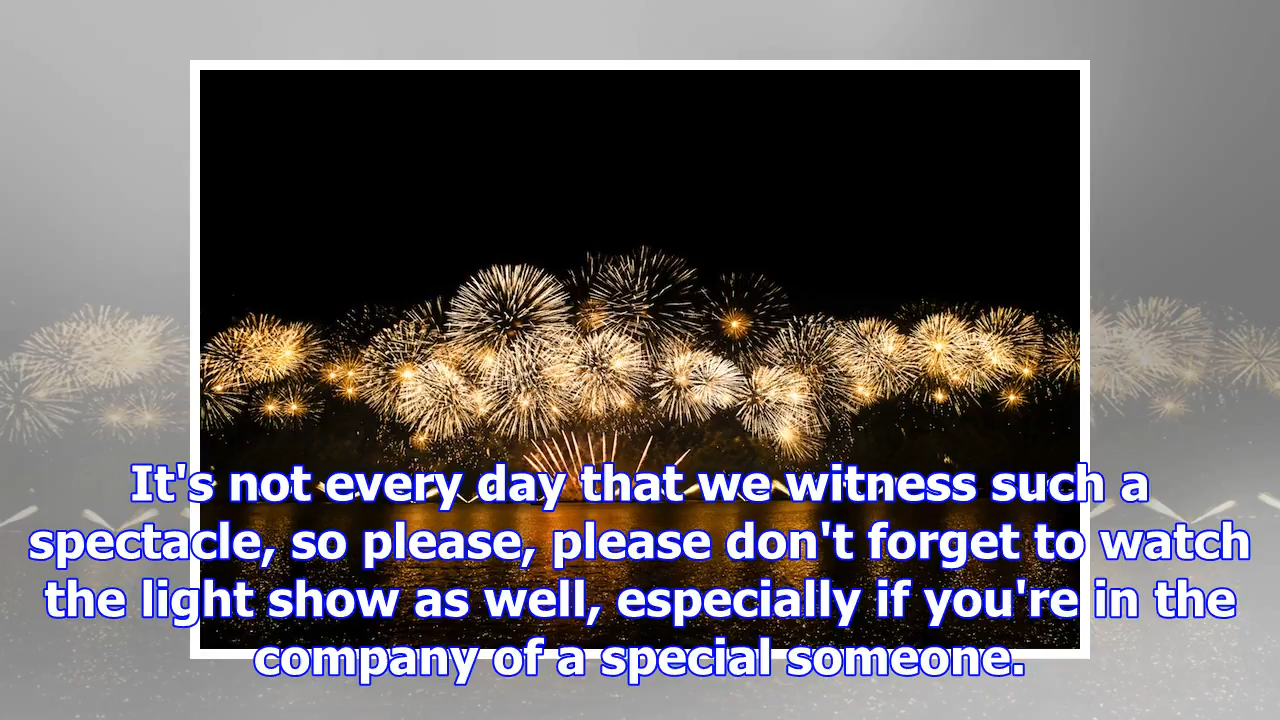 It's not every day that we witness such a
spectacle, so please, please don't forget to watch
the light show as well, especially if you're in the
company of a special someone.